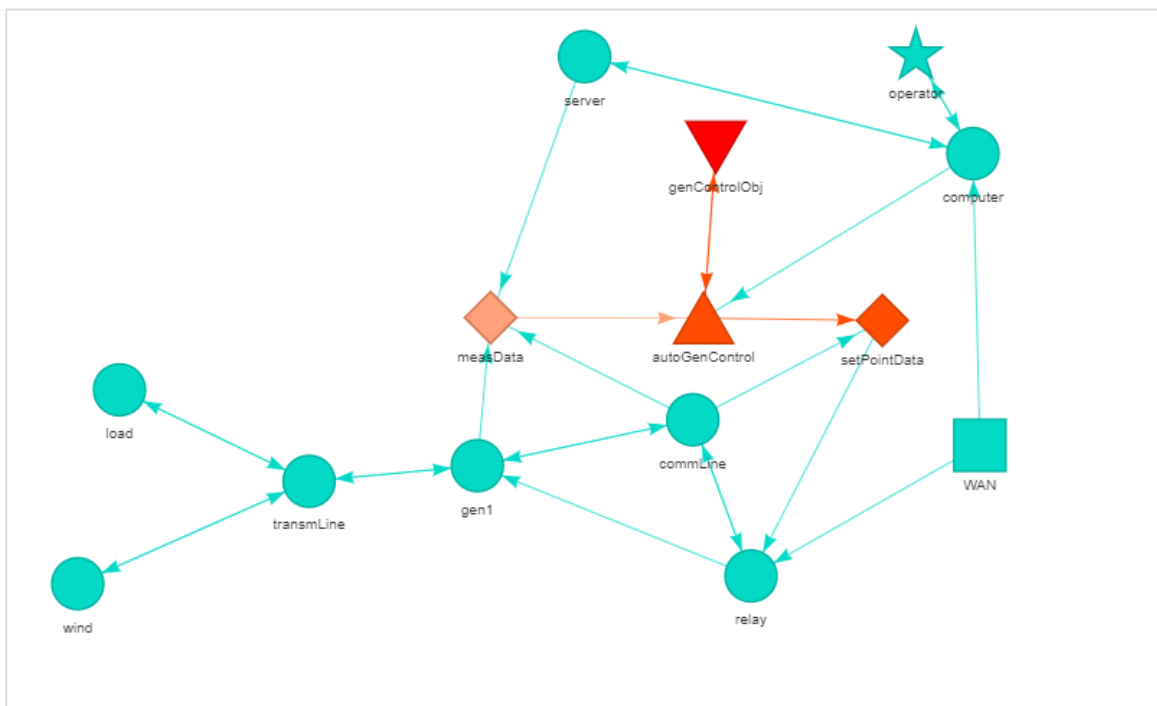 operator
server
genControlObj
computer
measData
autoGenControl
setPointData
load
commLine
WAN
gen1
transmLine
relay
wind